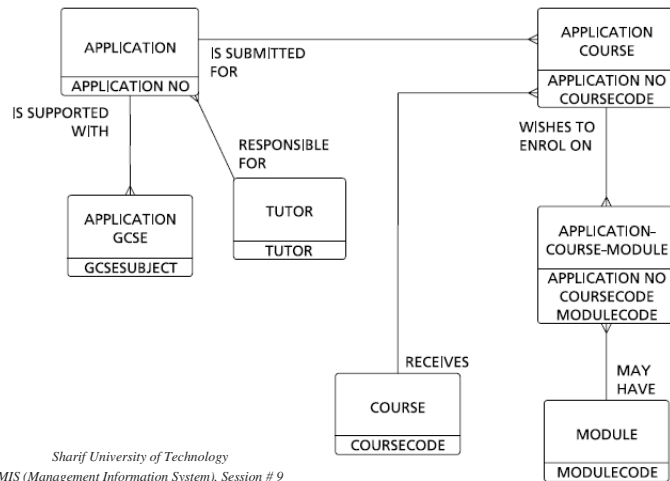 APPLICATION
APPLICATION NO
IS SUBMITTED
FOR
APPLICATION
COURSE
APPLICATION NO
COURSECODE
IS SUPPORTED
WITH
RESPONSIBLE
FOR
WISHES TO
ENROL ON
APPLICATION
GCSE
GCSESUBJECT
TUTOR
TUTOR
APPLICATION-
COURSE-MODULE
APPLICATION NO
COURSECODE
MODULECODE
RECEIVES
MAY
HAVE
COURSE
COURSECODE
MODULE
MODULECODE
Sharif University of Technology
MIS (Management Information System), Session # 9